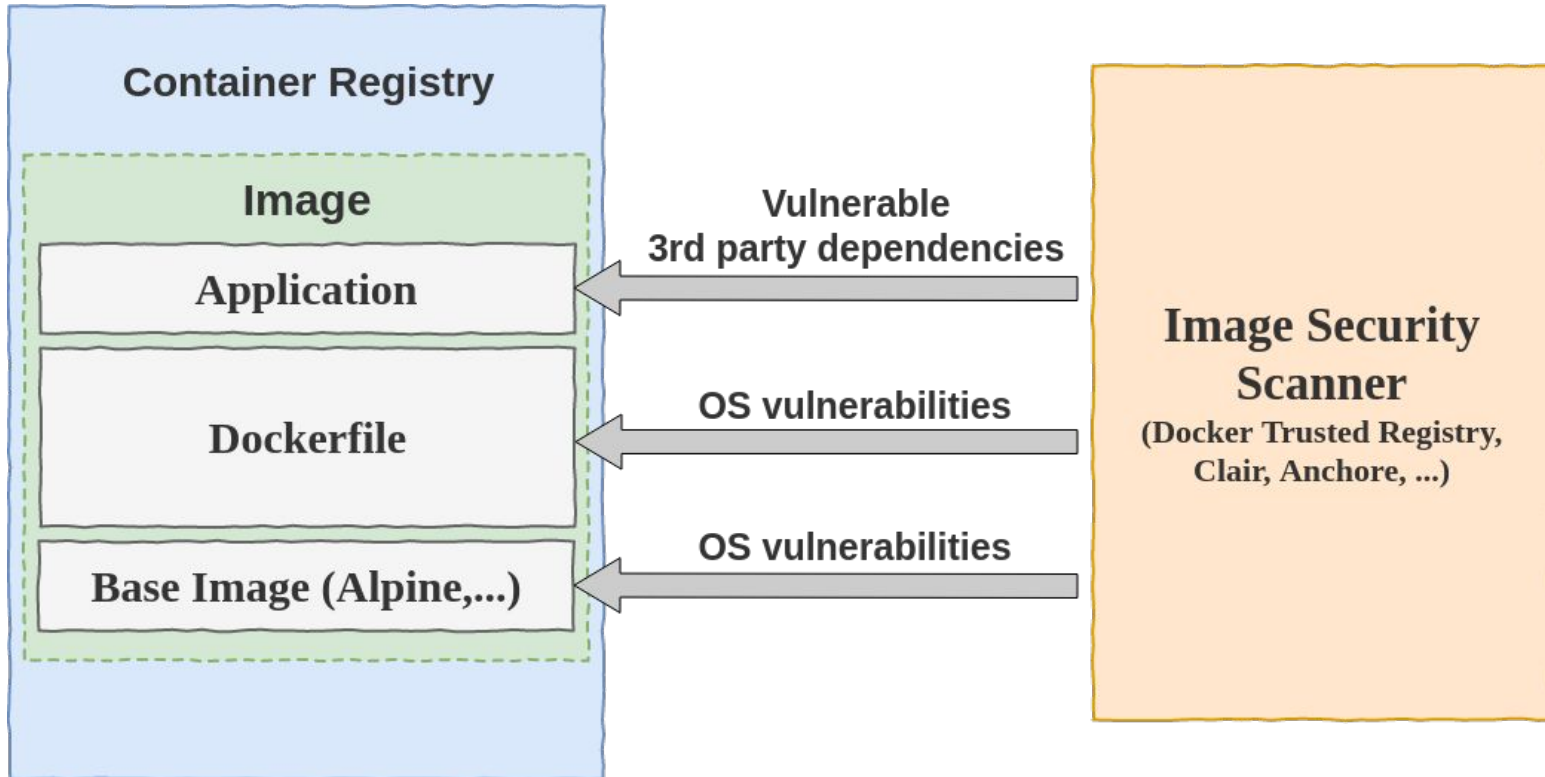 Container Registry
Image
Application
Dockerfile
Base Image (Alpine,...)
Vulnerable
3rd party dependencies
OS vulnerabilities
OS vulnerabilities
Image Security
Scanner
(Docker Trusted Registry,
Clair, Anchore, ...)